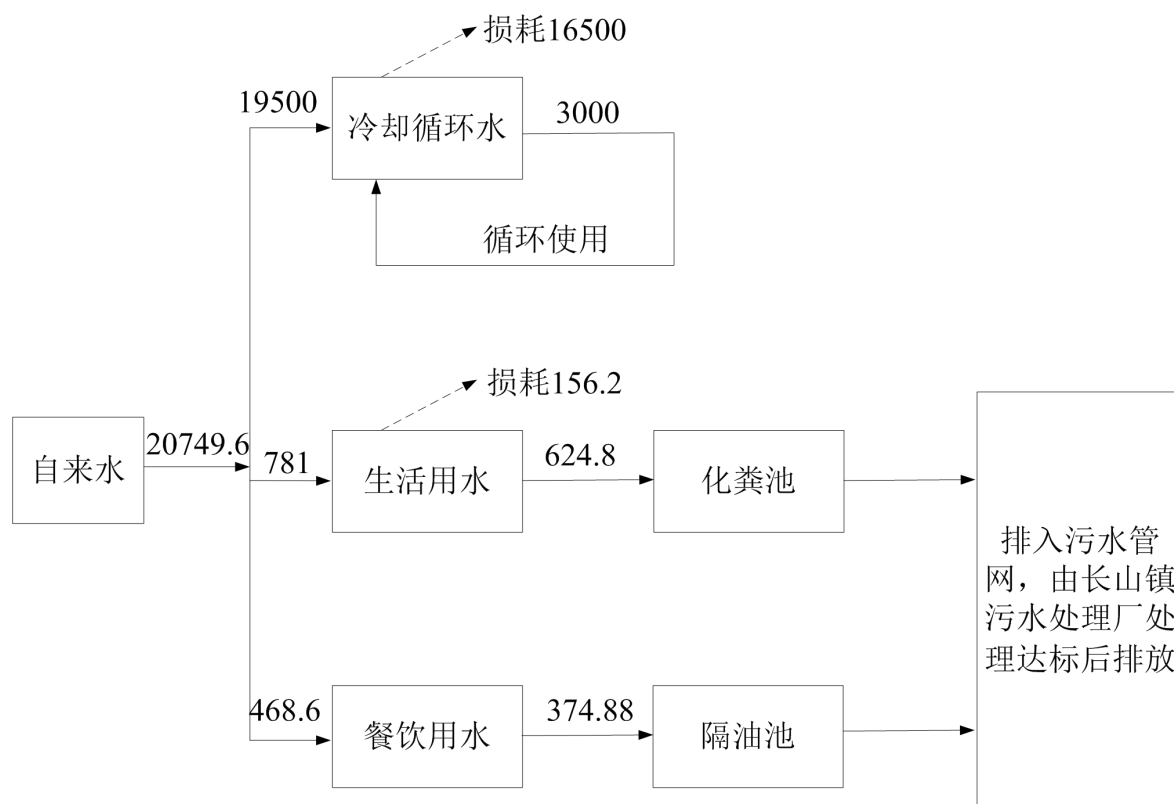 损耗16500
19500
冷却循环水
3000
循环使用
损耗156.2
自来水
20749.6
781
生活用水
624.8
化粪池
排入污水管
网，由长山镇
污水处理厂处
理达标后排放
468.6
餐饮用水
374.88
隔油池